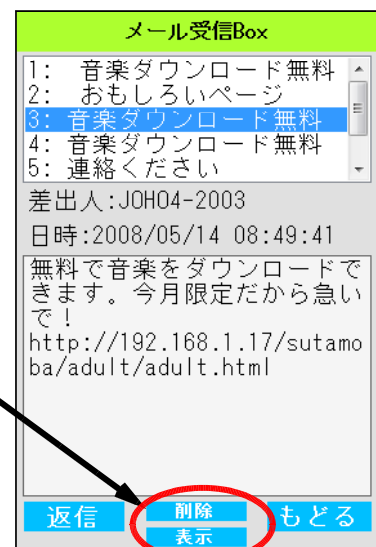 メール受信Box
1: 音楽ダウンロード無料
2: おもしろいページ
3: 音楽ダウンロード無料
4: 音楽ダウンロード無料
5: 連絡ください
差出人:JOHO4-2003
日時:2008/05/14 08:49:41
無料で音楽をダウンロードで
きます。今月限定だから急い
で!
http://192.168.1.17/sutamo
ba/adult/adult.html
返信 削除 もどる
表示